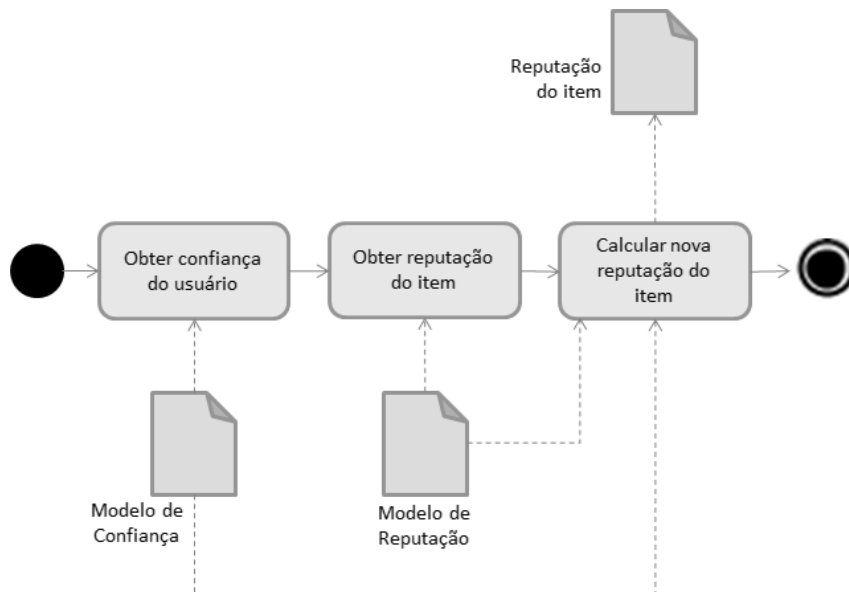 Reputação
do item
Obter confiança
do usuário
Obter reputação
do item
Calcular nova
reputação do
item
Modelo de
Confiança
Modelo de
Reputação